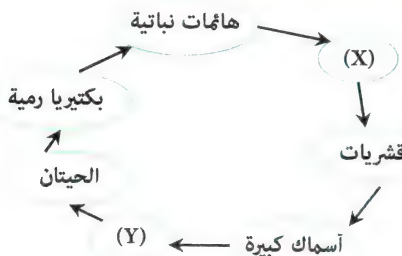 هائمات نباتية
(X)
قشريات
أسماك كبيرة
(Y)
الحيتان
بكتيريا رمية